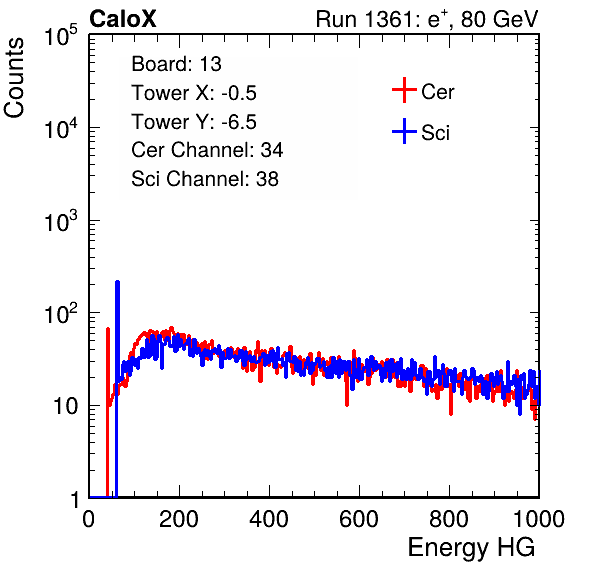 CaloX Run 1361: e⁺, 80 GeV
Counts
10⁵
10⁴
10³
10²
10
1
Board: 13
Tower X: -0.5
Tower Y: -6.5
Cer Channel: 34
Sci Channel: 38
Cer
Sci
0 200 400 600 800 1000
Energy HG